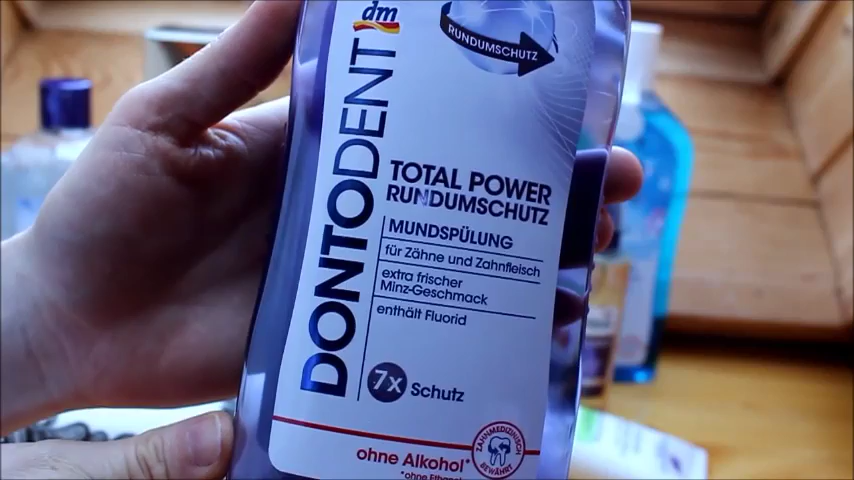 dm
RUNDUMSCHUTZ
DONTODENT
TOTAL POWER
RUNDUMSCHUTZ
MUNDSPÜLUNG
für Zähne und Zahnfleisch
extra frischer
Minz-Geschmack
enthält Fluorid
7x Schutz
ZAHNMEDIZINISCH
BEWÄHRT
ohne Alkohol*
*ohne Ethanol